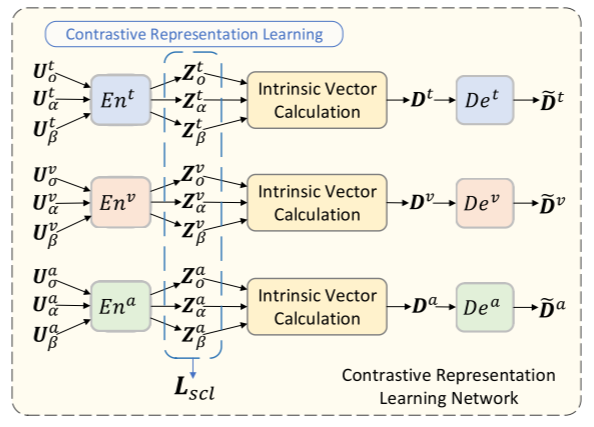 Contrastive Representation Learning
U_o^t
U_α^t
U_β^t
En^t
Z_o^t
Z_α^t
Z_β^t
Intrinsic Vector
Calculation
D^t
De^t
D̃^t
U_σ^v
U_α^v
U_β^v
En^v
Z_o^v
Z_α^v
Z_β^v
Intrinsic Vector
Calculation
D^v
De^v
D̃^v
U_σ^a
U_α^a
U_β^a
En^a
Z_o^a
Z_α^a
Z_β^a
Intrinsic Vector
Calculation
D^a
De^a
D̃^a
L_scl
Contrastive Representation
Learning Network